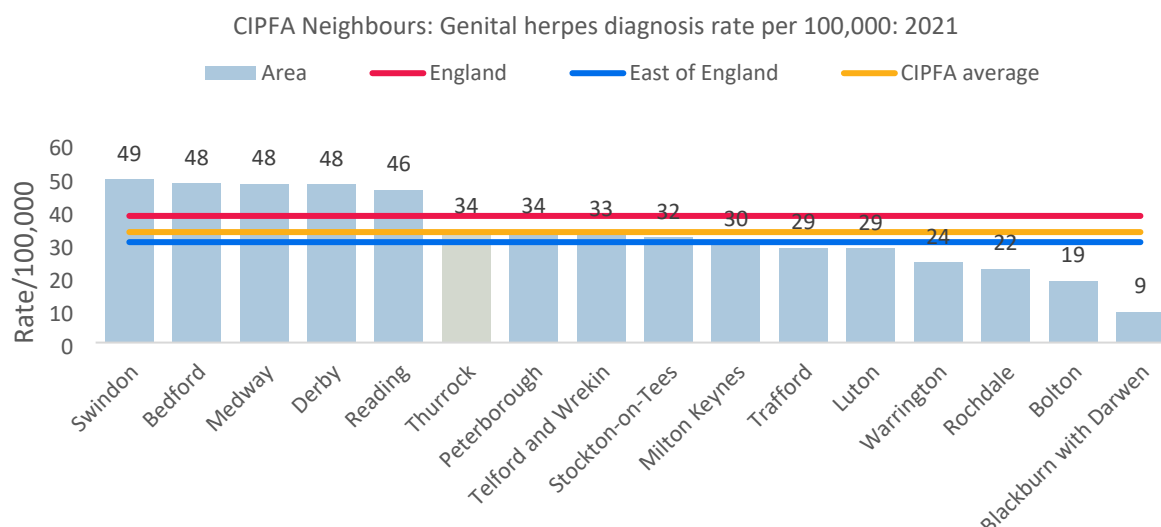 CIPFA Neighbours: Genital herpes diagnosis rate per 100,000: 2021
Area England East of England CIPFA average
Rate/100,000
60
50
40
30
20
10
0
49 48 48 48 46 34 34 33 32 30 29 29 24 22 19 9
Swindon
Bedford
Medway
Derby
Reading
Thurrock
Peterborough
Telford and Wrekin
Stockton-on-Tees
Milton Keynes
Trafford
Luton
Warrington
Rochdale
Bolton
Blackburn with Darwen